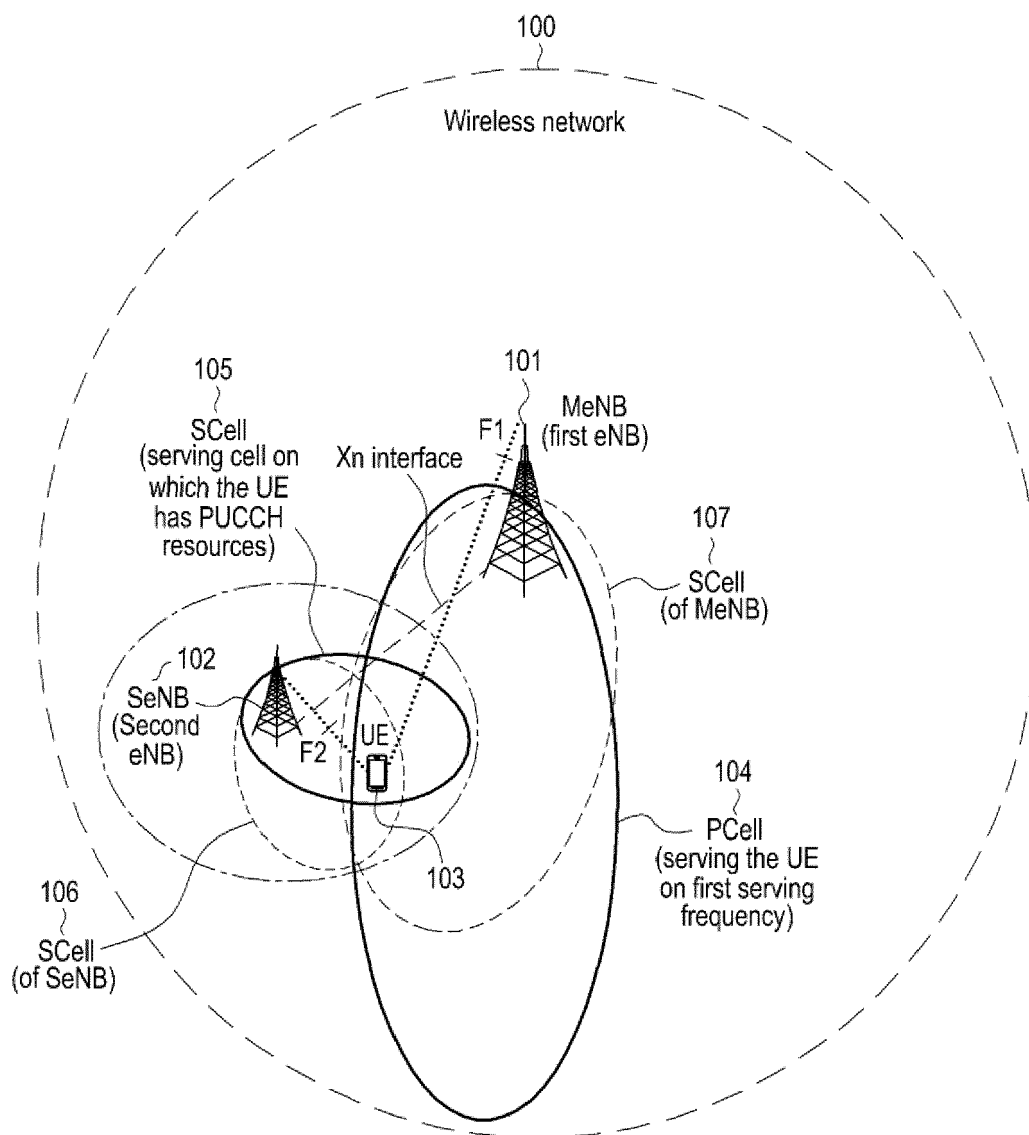 100
Wireless network
101
MeNB
(first eNB)
F1
Xn interface
105
SCell
(serving cell on
which the UE
has PUCCH
resources)
107
SCell
(of MeNB)
102
SeNB
(Second
eNB)
F2
UE
103
104
PCell
(serving the UE
on first serving
frequency)
106
SCell
(of SeNB)